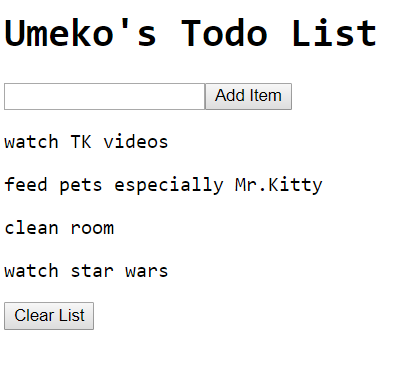 Umeko's Todo List
Add Item
watch TK videos
feed pets especially Mr.Kitty
clean room
watch star wars
Clear List